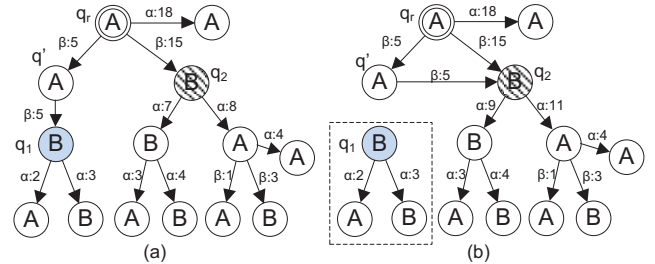 qr A α:18 A
β:5 β:15
q' A B q2
β:5 α:7 α:8
q1 B B A α:4 A
α:2 α:3 α:3 α:4 β:1 β:3
A B A B A B
(a)
qr A α:18 A
β:5 β:15
q' A β:5 B q2
α:9 α:11
q1 B B A α:4 A
α:2 α:3 α:3 α:4 β:1 β:3
A B A B A B
(b)